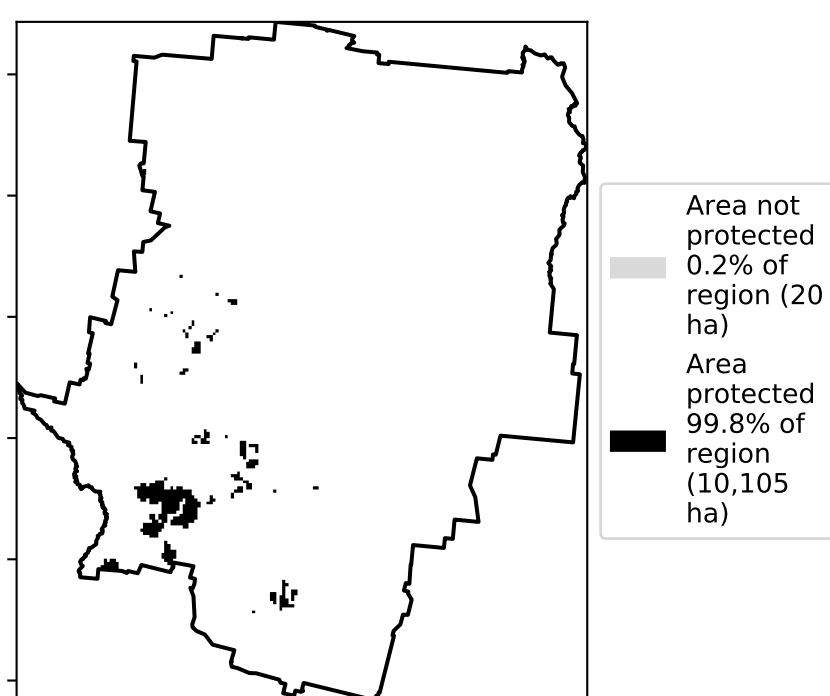 Area not
protected
0.2% of
region (20
ha)
Area
protected
99.8% of
region
(10,105
ha)